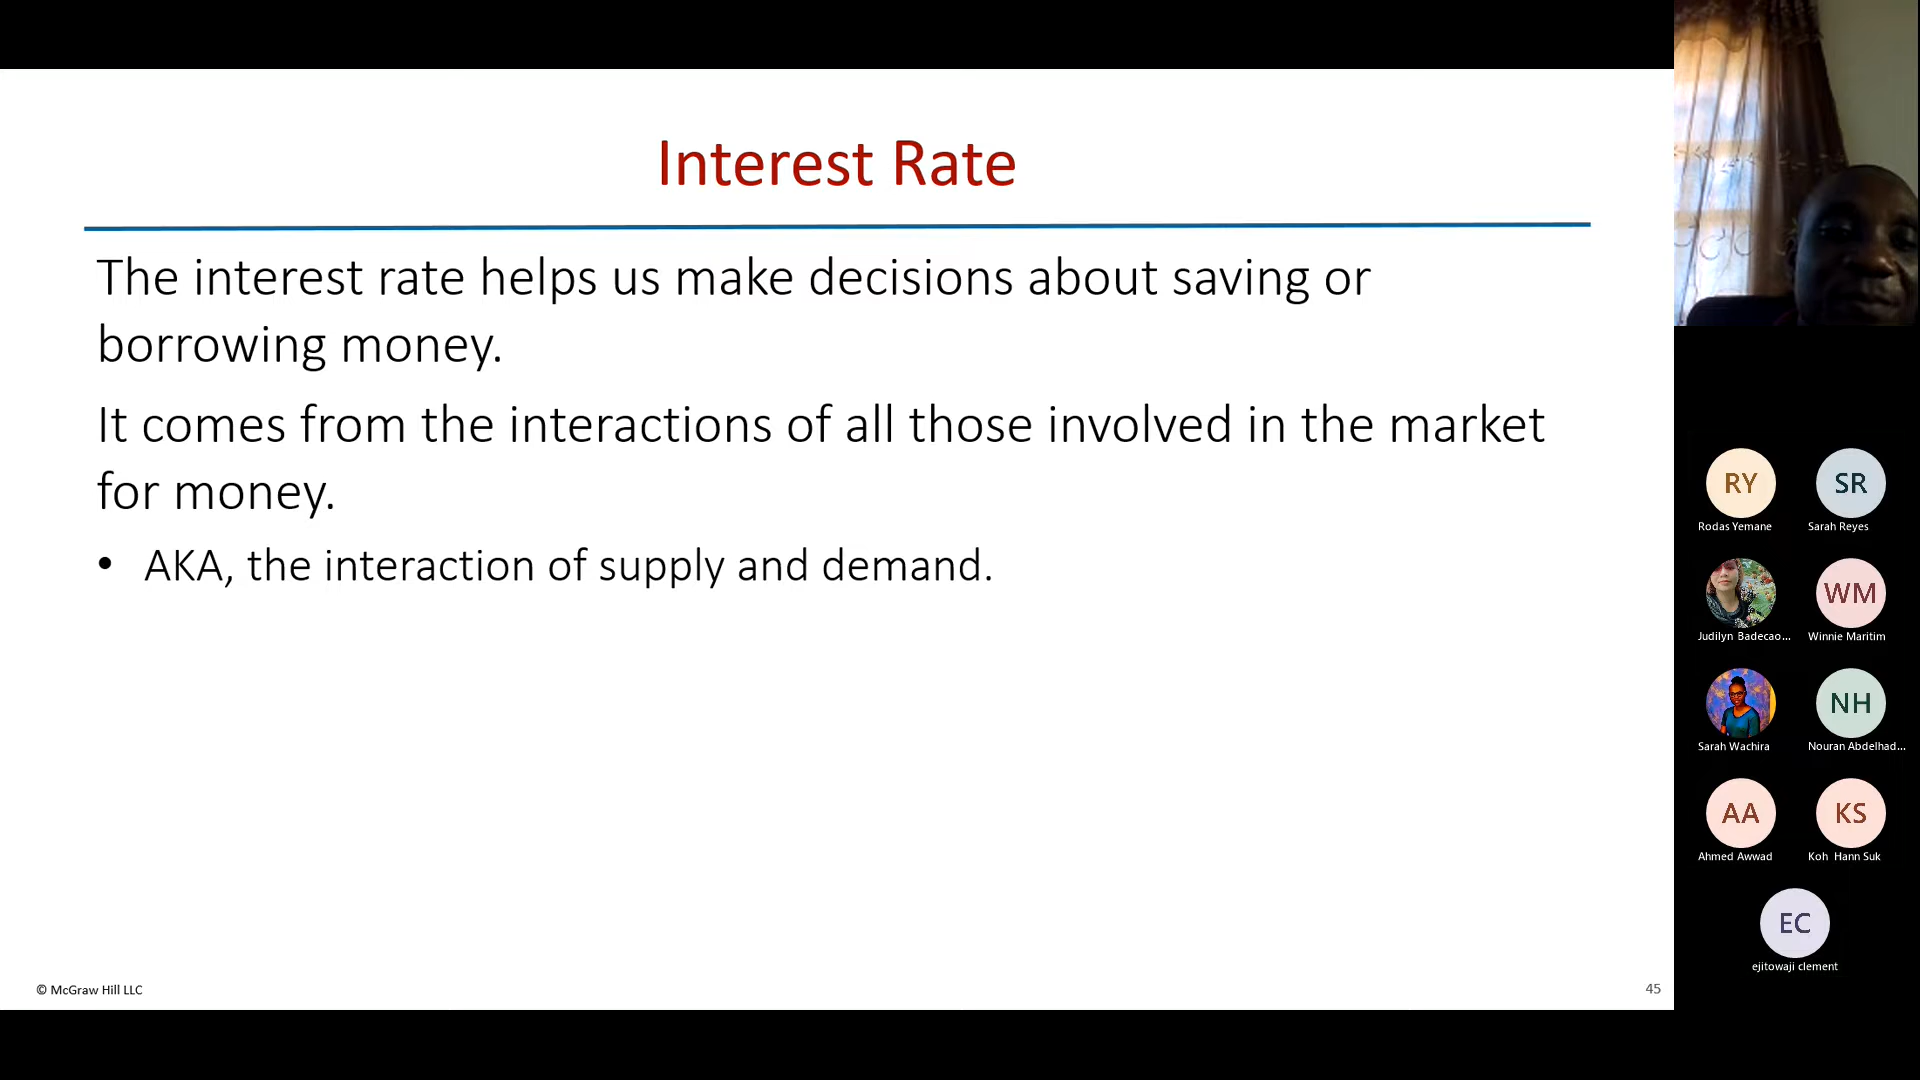 Interest Rate
The interest rate helps us make decisions about saving or
borrowing money.
It comes from the interactions of all those involved in the market
for money.
• AKA, the interaction of supply and demand.
© McGraw Hill LLC
45
RY
Rodas Yemane
SR
Sarah Reyes
Judilyn Badecao...
WM
Winnie Maritim
Sarah Wachira
NH
Nouran Abdelhad...
AA
Ahmed Awwad
KS
Koh Hann Suk
EC
ejitowaji clement